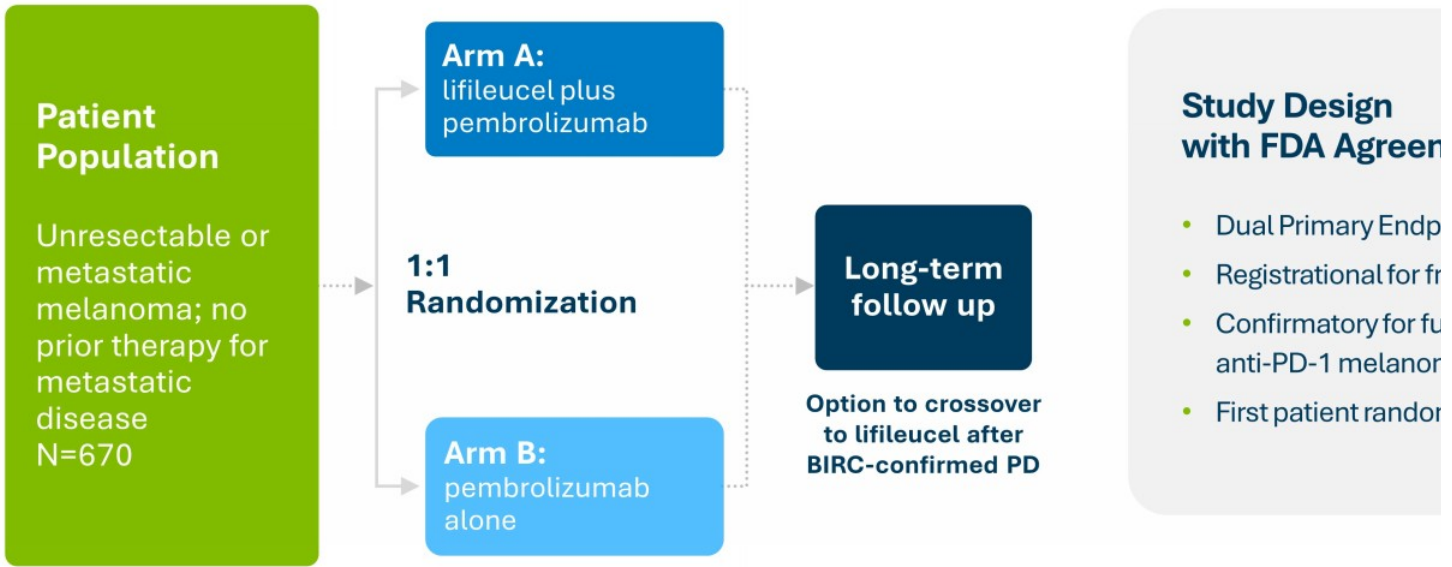 Patient
Population
Unresectable or
metastatic
melanoma; no
prior therapy for
metastatic
disease
N=670
Arm A:
lifileucel plus
pembrolizumab
1:1
Randomization
Arm B:
pembrolizumab
alone
Long-term
follow up
Option to crossover
to lifileucel after
BIRC-confirmed PD
Study Design
with FDA
• Dual Primary
• Registrational for
• Confirmatory for
anti-PD-1
• First patient